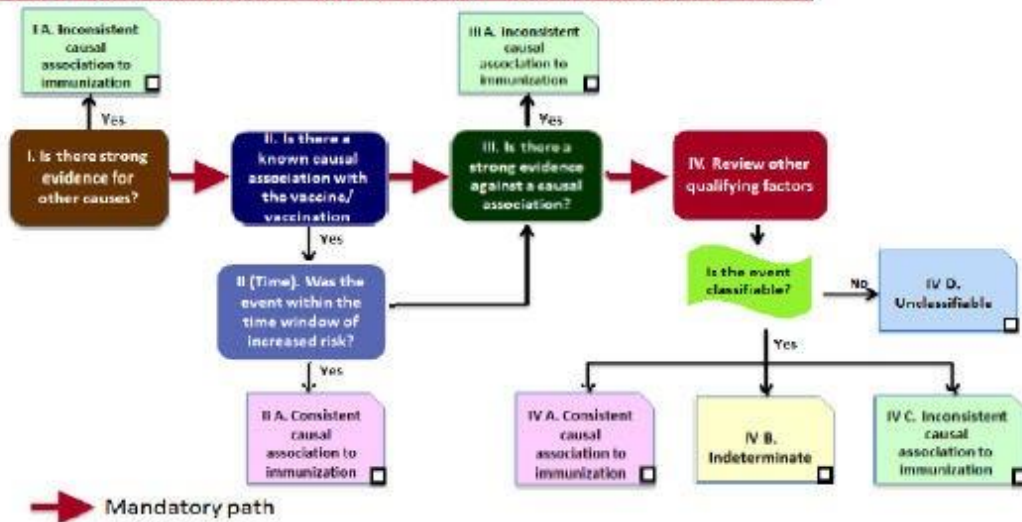 I A. Inconsistent
causal
association to
immunization
Yes
I. Is there strong
evidence for
other causes?
II. Is there a
known causal
association with
the vaccine/
vaccination
Yes
II (Time). Was the
event within the
time window of
increased risk?
Yes
II A. Consistent
causal
association to
immunization
III A. Inconsistent
causal
association to
immunization
Yes
III. Is there a
strong evidence
against a causal
association?
IV. Review other
qualifying factors
Is the event
classifiable?
No
IV D.
Unclassifiable
Yes
IV A. Consistent
causal
association to
immunization
IV B.
Indeterminate
IV C. Inconsistent
causal
association to
immunization
Mandatory path